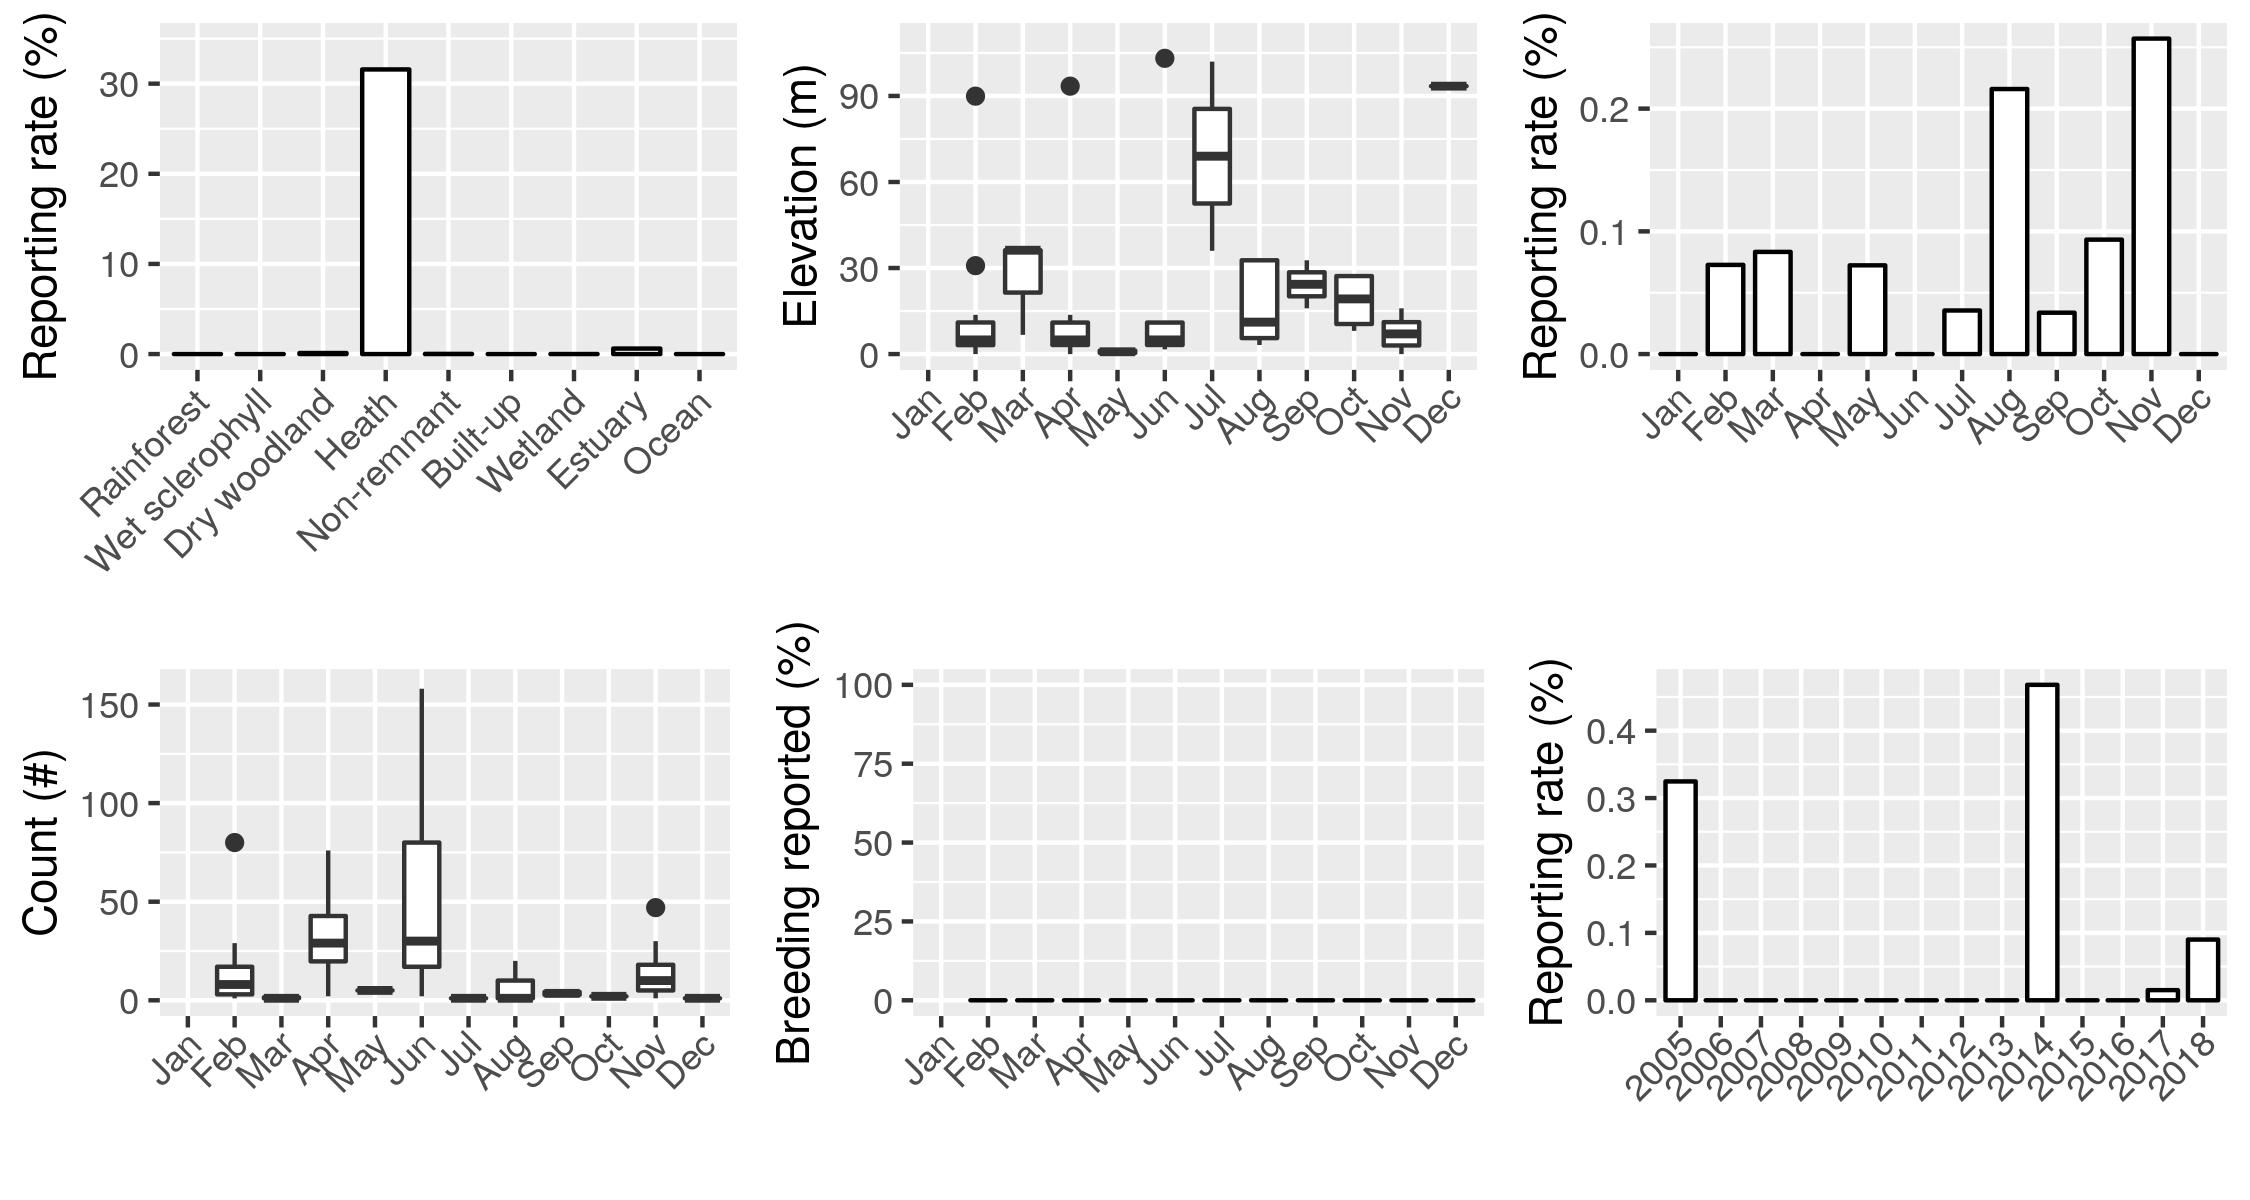 Reporting rate (%)
30
20
10
0
Rainforest
Wet sclerophyll
Dry woodland
Heath
Non-remnant
Built-up
Wetland
Estuary
Ocean
Elevation (m)
90
60
30
0
Jan
Feb
Mar
Apr
May
Jun
Jul
Aug
Sep
Oct
Nov
Dec
Reporting rate (%)
0.2
0.1
0.0
Jan
Feb
Mar
Apr
May
Jun
Jul
Aug
Sep
Oct
Nov
Dec
Count (#)
150
100
50
0
Jan
Feb
Mar
Apr
May
Jun
Jul
Aug
Sep
Oct
Nov
Dec
Breeding reported (%)
100
75
50
25
0
Jan
Feb
Mar
Apr
May
Jun
Jul
Aug
Sep
Oct
Nov
Dec
Reporting rate (%)
0.4
0.3
0.2
0.1
0.0
2005
2006
2007
2008
2009
2010
2011
2012
2013
2014
2015
2016
2017
2018